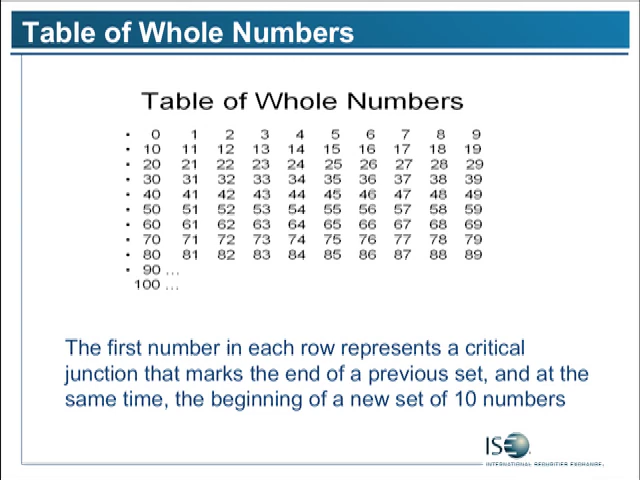 Table of Whole Numbers
Table of Whole Numbers
• 0 1 2 3 4 5 6 7 8 9
• 10 11 12 13 14 15 16 17 18 19
• 20 21 22 23 24 25 26 27 28 29
• 30 31 32 33 34 35 36 37 38 39
• 40 41 42 43 44 45 46 47 48 49
• 50 51 52 53 54 55 56 57 58 59
• 60 61 62 63 64 65 66 67 68 69
• 70 71 72 73 74 75 76 77 78 79
• 80 81 82 83 84 85 86 87 88 89
• 90 ...
100 ...
The first number in each row represents a critical
junction that marks the end of a previous set, and at the
same time, the beginning of a new set of 10 numbers
ISE
INTERNATIONAL SECURITIES EXCHANGE.